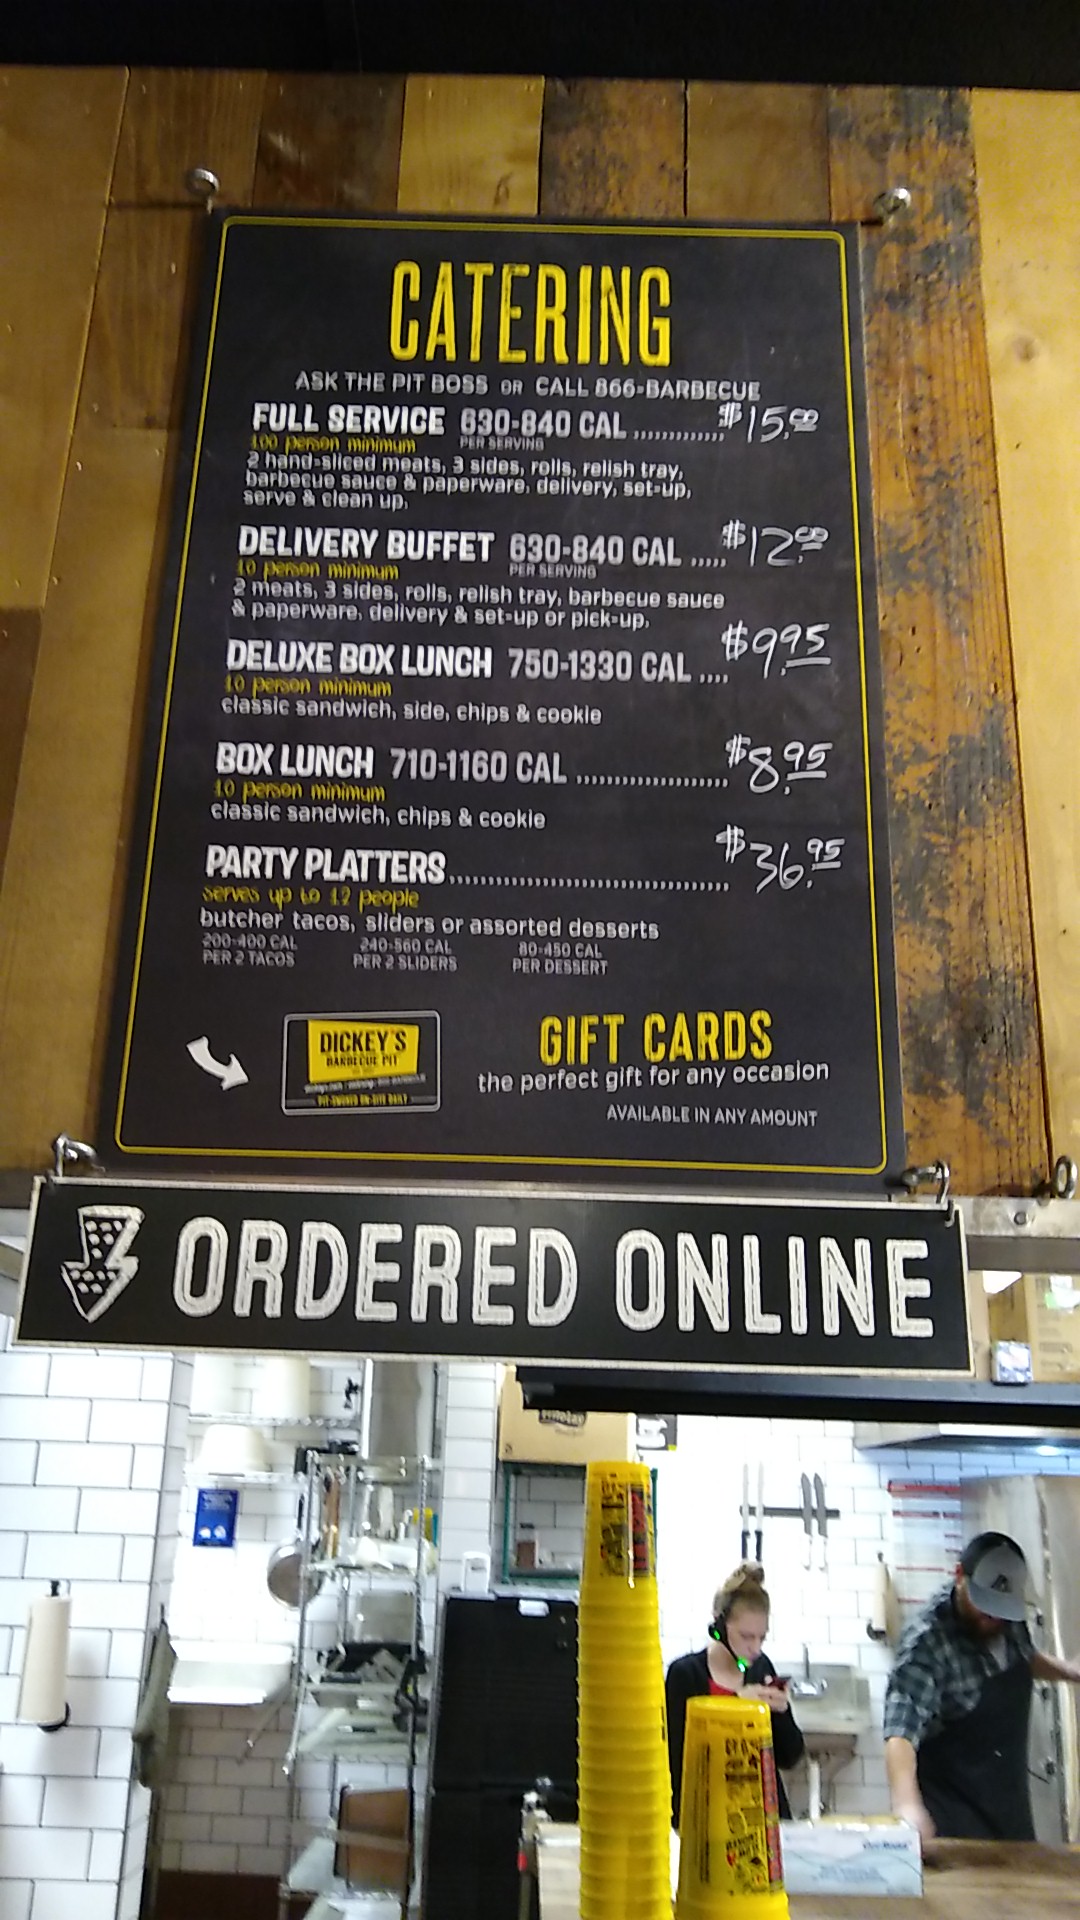 CATERING
ASK THE PIT BOSS OR CALL 866-BARBECUE
FULL SERVICE 630-840 CAL ............. $15.00
100 person minimum PER SERVING
2 hand-sliced meats, 3 sides, rolls, relish tray,
barbecue sauce & paperware, delivery, set-up,
serve & clean up.
DELIVERY BUFFET 630-840 CAL ..... $12.00
10 person minimum PER SERVING
2 meats, 3 sides, rolls, relish tray, barbecue sauce
& paperware, delivery & set-up or pick-up.
DELUXE BOX LUNCH 750-1330 CAL .... $9.95
10 person minimum
classic sandwich, side, chips & cookie
BOX LUNCH 710-1160 CAL ...................... $8.95
10 person minimum
classic sandwich, chips & cookie
PARTY PLATTERS ........................................ $36.95
serves up to 12 people
butcher tacos, sliders or assorted desserts
200-400 CAL 240-560 CAL 80-450 CAL
PER 2 TACOS PER 2 SLIDERS PER DESSERT
DICKEY'S
BARBECUE PIT
PIT-SMOKED ON-SITE DAILY
GIFT CARDS
the perfect gift for any occasion
AVAILABLE IN ANY AMOUNT
ORDERED ONLINE